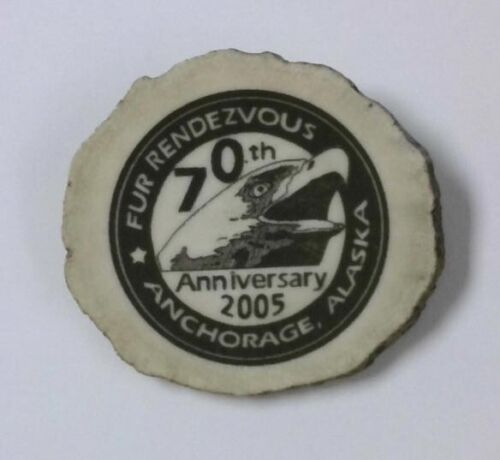 FUR RENDEZVOUS
70th
Anniversary
2005
ANCHORAGE, ALASKA